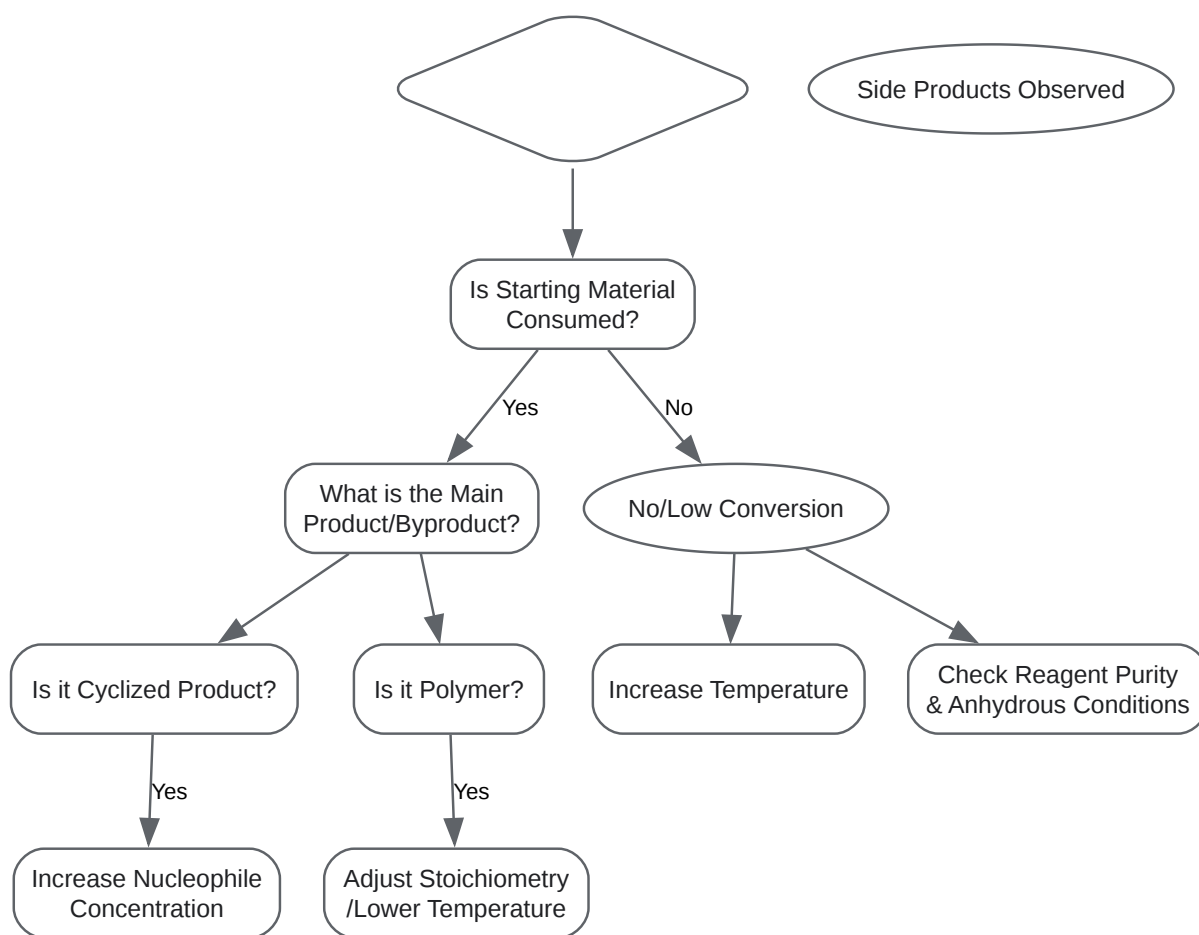 Side Products Observed
Is Starting Material
Consumed?
Yes
No
What is the Main
Product/Byproduct?
No/Low Conversion
Is it Cyclized Product?
Is it Polymer?
Increase Temperature
Check Reagent Purity
& Anhydrous Conditions
Yes
Yes
Increase Nucleophile
Concentration
Adjust Stoichiometry
/Lower Temperature